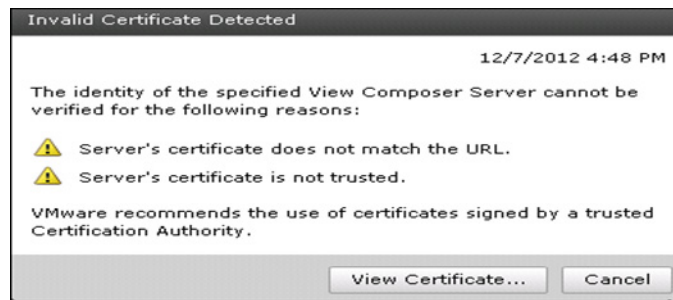 Invalid Certificate Detected
12/7/2012 4:48 PM
The identity of the specified View Composer Server cannot be
verified for the following reasons:
Server's certificate does not match the URL.
Server's certificate is not trusted.
VMware recommends the use of certificates signed by a trusted
Certification Authority.
View Certificate... Cancel